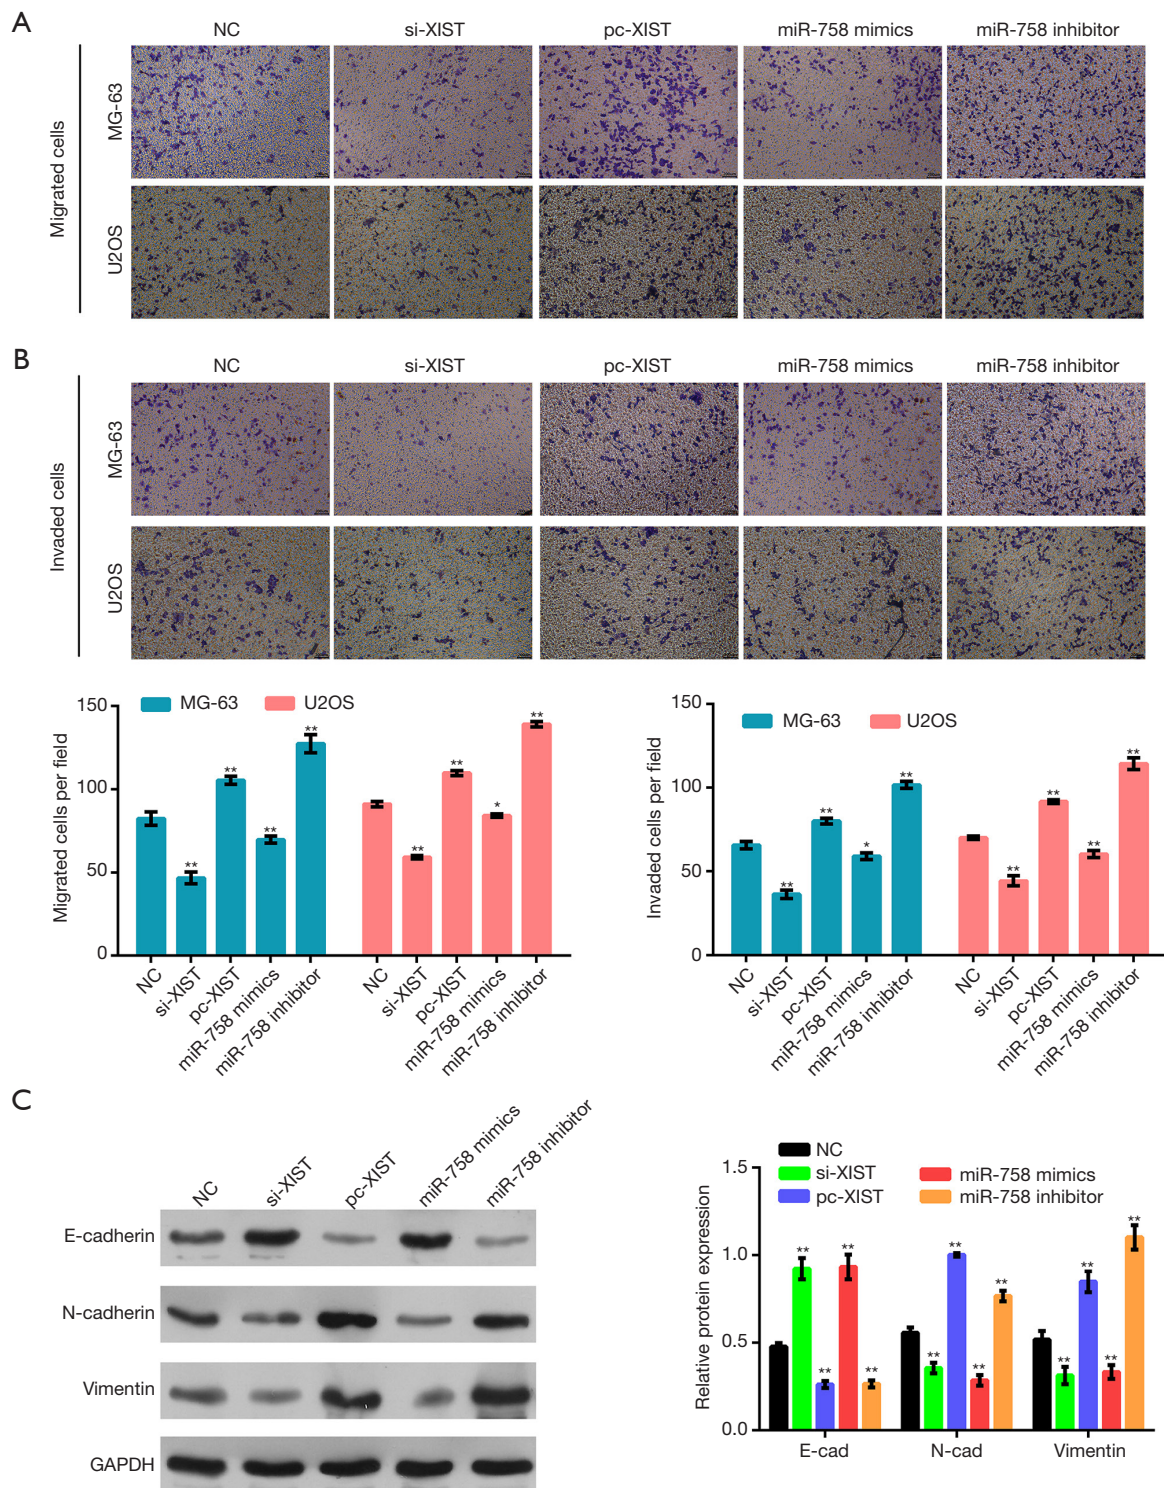 A
NC si-XIST pc-XIST miR-758 mimics miR-758 inhibitor
Migrated cells
MG-63
U2OS
B
NC si-XIST pc-XIST miR-758 mimics miR-758 inhibitor
Invaded cells
MG-63
U2OS
MG-63 U2OS
Migrated cells per field
150
100
50
0
** ** ** ** ** ** * **
NC si-XIST pc-XIST miR-758 mimics miR-758 inhibitor NC si-XIST pc-XIST miR-758 mimics miR-758 inhibitor
MG-63 U2OS
Invaded cells per field
150
100
50
0
** ** * ** ** ** ** **
NC si-XIST pc-XIST miR-758 mimics miR-758 inhibitor NC si-XIST pc-XIST miR-758 mimics miR-758 inhibitor
C
NC si-XIST pc-XIST miR-758 mimics miR-758 inhibitor
E-cadherin
N-cadherin
Vimentin
GAPDH
NC
si-XIST miR-758 mimics
pc-XIST miR-758 inhibitor
Relative protein expression
1.5
1.0
0.5
0.0
** ** ** ** ** ** ** ** ** ** ** **
E-cad N-cad Vimentin